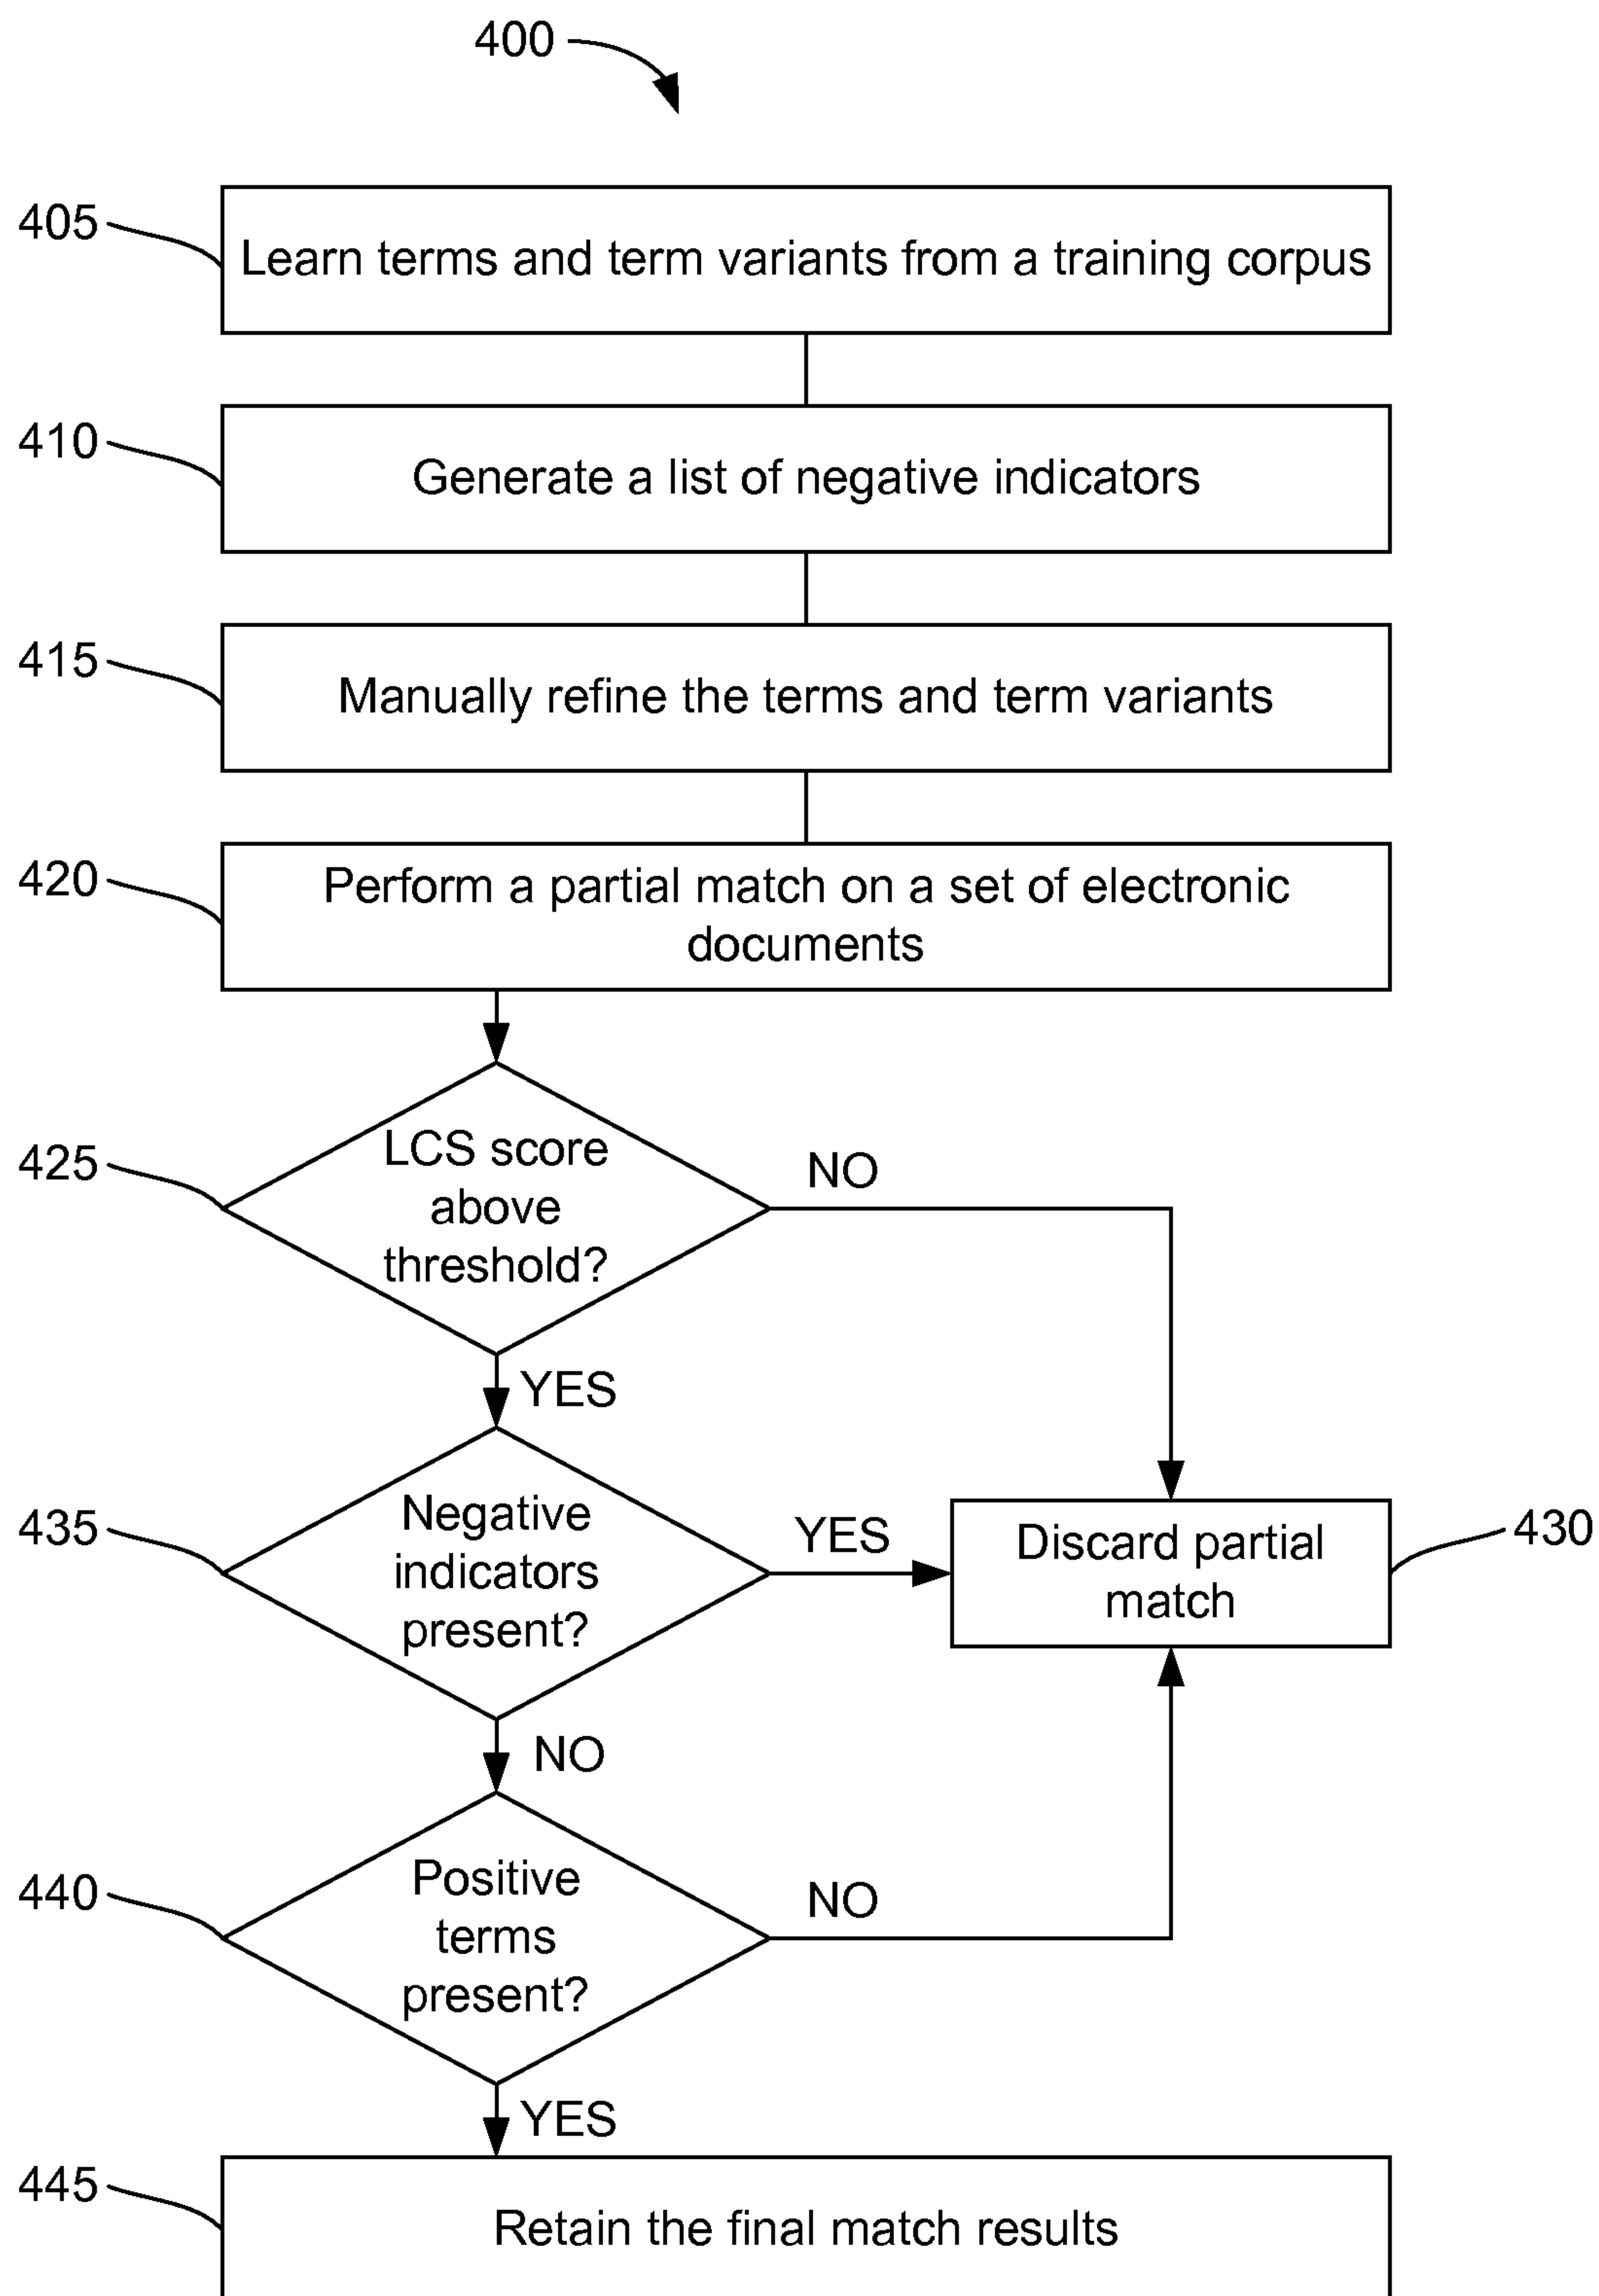 400
405
Learn terms and term variants from a training corpus
410
Generate a list of negative indicators
415
Manually refine the terms and term variants
420
Perform a partial match on a set of electronic
documents
425
LCS score
above
threshold?
NO
YES
435
Negative
indicators
present?
YES
Discard partial
match
430
NO
440
Positive
terms
present?
NO
YES
445
Retain the final match results